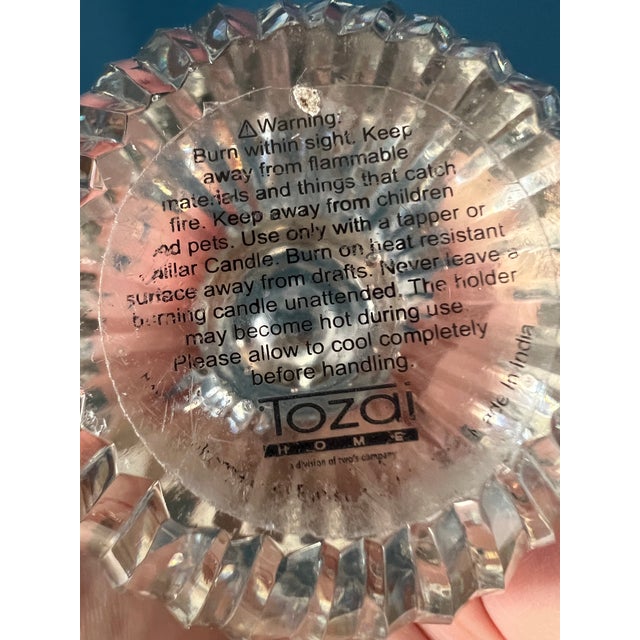 ⚠Warning:
Burn within sight. Keep
away from flammable
materials and things that catch
fire. Keep away from children
and pets. Use only with a tapper or
Pilllar Candle. Burn on heat resistant
surface away from drafts. Never leave a
burning candle unattended. The holder
may become hot during use
Please allow to cool completely
before handling.
Tozai
HOME
a division of two's company
Made In India